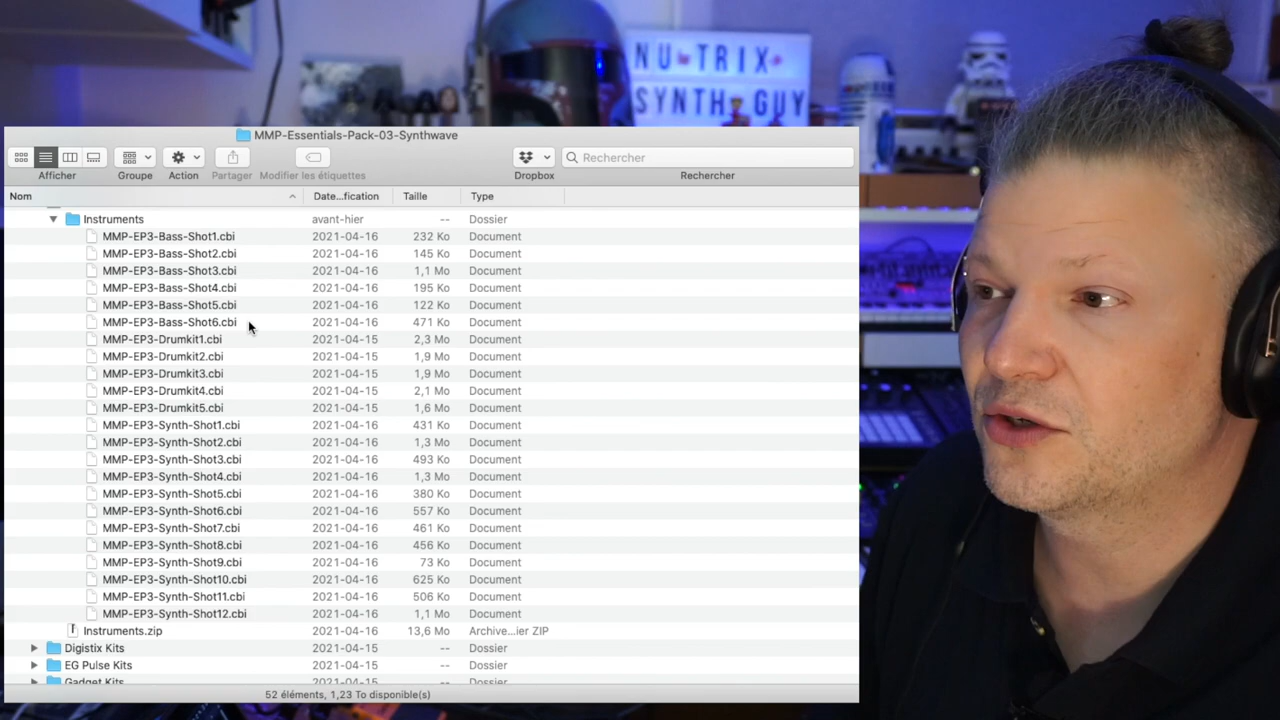 NU-TRIX
SYNTH GUY
MMP-Essentials-Pack-03-Synthwave
Rechercher
Afficher Groupe Action Partager Modifier les étiquettes Dropbox Rechercher
Nom Date...fication Taille Type
Instruments avant-hier -- Dossier
MMP-EP3-Bass-Shot1.cbi 2021-04-16 232 Ko Document
MMP-EP3-Bass-Shot2.cbi 2021-04-16 145 Ko Document
MMP-EP3-Bass-Shot3.cbi 2021-04-16 1,1 Mo Document
MMP-EP3-Bass-Shot4.cbi 2021-04-16 195 Ko Document
MMP-EP3-Bass-Shot5.cbi 2021-04-16 122 Ko Document
MMP-EP3-Bass-Shot6.cbi 2021-04-16 471 Ko Document
MMP-EP3-Drumkit1.cbi 2021-04-15 2,3 Mo Document
MMP-EP3-Drumkit2.cbi 2021-04-15 1,9 Mo Document
MMP-EP3-Drumkit3.cbi 2021-04-15 1,9 Mo Document
MMP-EP3-Drumkit4.cbi 2021-04-15 2,1 Mo Document
MMP-EP3-Drumkit5.cbi 2021-04-15 1,6 Mo Document
MMP-EP3-Synth-Shot1.cbi 2021-04-16 431 Ko Document
MMP-EP3-Synth-Shot2.cbi 2021-04-16 1,3 Mo Document
MMP-EP3-Synth-Shot3.cbi 2021-04-16 493 Ko Document
MMP-EP3-Synth-Shot4.cbi 2021-04-16 1,3 Mo Document
MMP-EP3-Synth-Shot5.cbi 2021-04-16 380 Ko Document
MMP-EP3-Synth-Shot6.cbi 2021-04-16 557 Ko Document
MMP-EP3-Synth-Shot7.cbi 2021-04-16 461 Ko Document
MMP-EP3-Synth-Shot8.cbi 2021-04-16 456 Ko Document
MMP-EP3-Synth-Shot9.cbi 2021-04-16 73 Ko Document
MMP-EP3-Synth-Shot10.cbi 2021-04-16 625 Ko Document
MMP-EP3-Synth-Shot11.cbi 2021-04-16 506 Ko Document
MMP-EP3-Synth-Shot12.cbi 2021-04-16 1,1 Mo Document
Instruments.zip 2021-04-16 13,6 Mo Archive...ier ZIP
Digistix Kits 2021-04-15 -- Dossier
EG Pulse Kits 2021-04-15 -- Dossier
Gadget Kits 2021-04-15 -- Dossier
52 éléments, 1,23 To disponible(s)